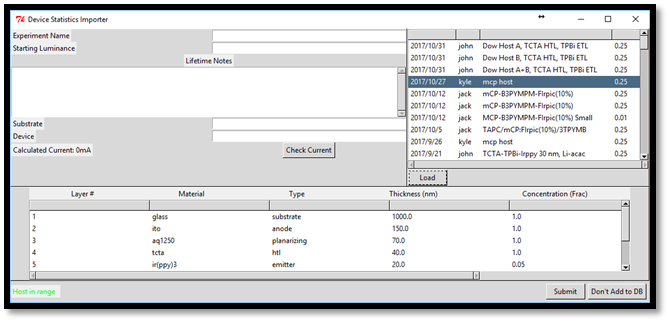 Device Statistics Importer
Experiment Name
Starting Luminance
Lifetime Notes
Substrate
Device
Calculated Current: 0mA
Check Current
2017/10/31 john Dow Host A, TCTA HTL, TPBi ETL 0.25
2017/10/31 john Dow Host B, TCTA HTL, TPBi ETL 0.25
2017/10/31 john Dow Host A+B, TCTA HTL, TPBi ETL 0.25
2017/10/27 kyle mcp host 0.25
2017/10/12 jack mCP-B3PYMPM-FIrpic(10%) 0.25
2017/10/12 jack mCP-B3PYMPM-FIrpic(10%) 0.25
2017/10/12 jack MCP-B3PYMPM-FIrpic(10%) Small 0.01
2017/10/5 jack TAPC/mCP:FIrpic(10%)/3TPYMB 0.25
2017/9/26 kyle mcp host 0.25
2017/9/21 john TCTA-TPBi-Irppy 30 nm, Li-acac 0.25
Load
Layer # Material Type Thickness (nm) Concentration (Frac)
1 glass substrate 1000.0 1.0
2 ito anode 150.0 1.0
3 aq1250 planarizing 70.0 1.0
4 tcta htl 40.0 1.0
5 ir(ppy)3 emitter 20.0 0.05
Host in range
Submit
Don't Add to DB